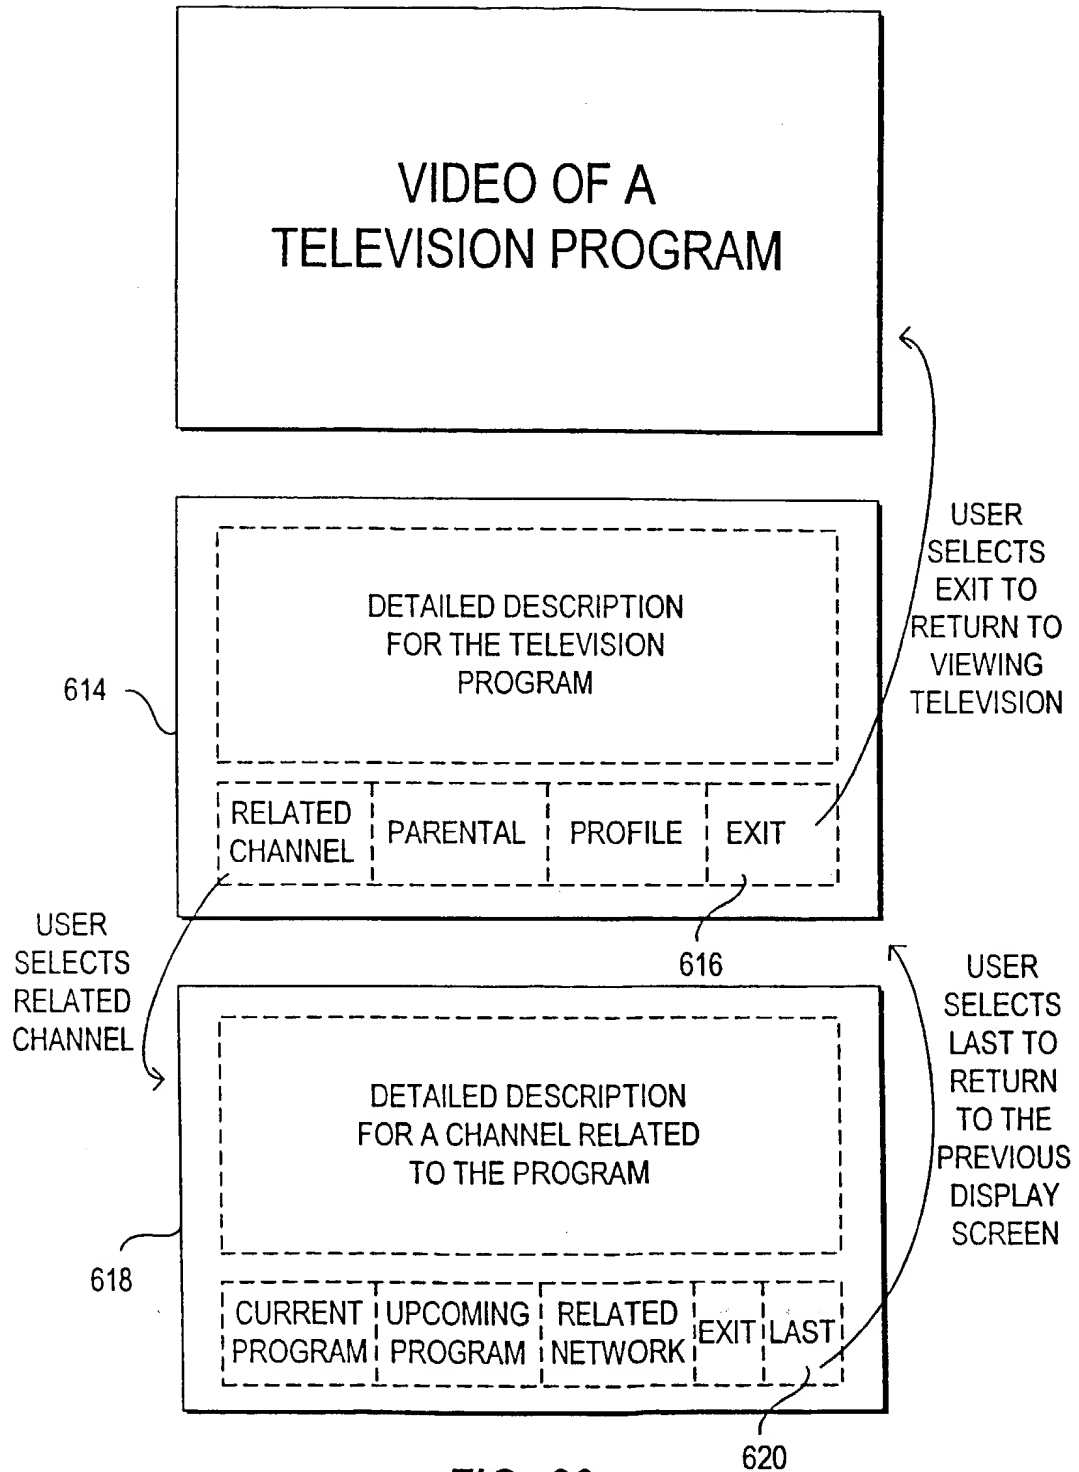 VIDEO OF A
TELEVISION PROGRAM
USER
SELECTS
EXIT TO
RETURN TO
VIEWING
TELEVISION
DETAILED DESCRIPTION
FOR THE TELEVISION
PROGRAM
614
RELATED
CHANNEL
PARENTAL
PROFILE
EXIT
616
USER
SELECTS
RELATED
CHANNEL
USER
SELECTS
LAST TO
RETURN
TO THE
PREVIOUS
DISPLAY
SCREEN
DETAILED DESCRIPTION
FOR A CHANNEL RELATED
TO THE PROGRAM
618
CURRENT
PROGRAM
UPCOMING
PROGRAM
RELATED
NETWORK
EXIT
LAST
620